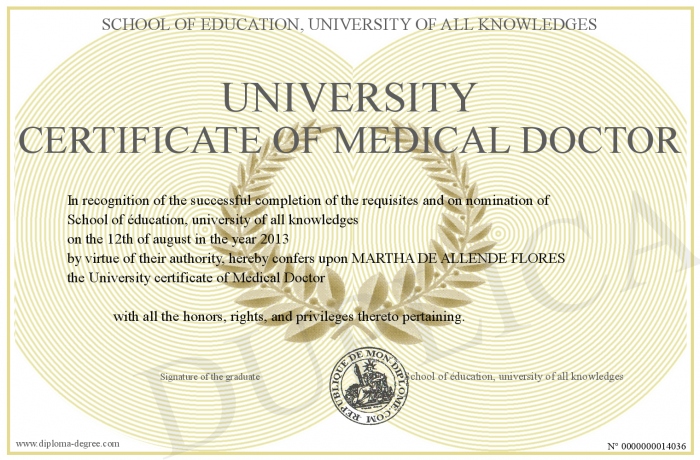 SCHOOL OF EDUCATION, UNIVERSITY OF ALL KNOWLEDGES
UNIVERSITY
CERTIFICATE OF MEDICAL DOCTOR
In recognition of the successful completion of the requisites and on nomination of
School of éducation, university of all knowledges
on the 12th of august in the year 2013
by virtue of their authority, hereby confers upon MARTHA DE ALLENDE FLORES
the University certificate of Medical Doctor
with all the honors, rights, and privileges thereto pertaining.
DUPLICATA
REPUBLIQUE DE MON-DIPLOME.COM
Signature of the graduate
School of éducation, university of all knowledges
www.diploma-degree.com
N° 0000000014036